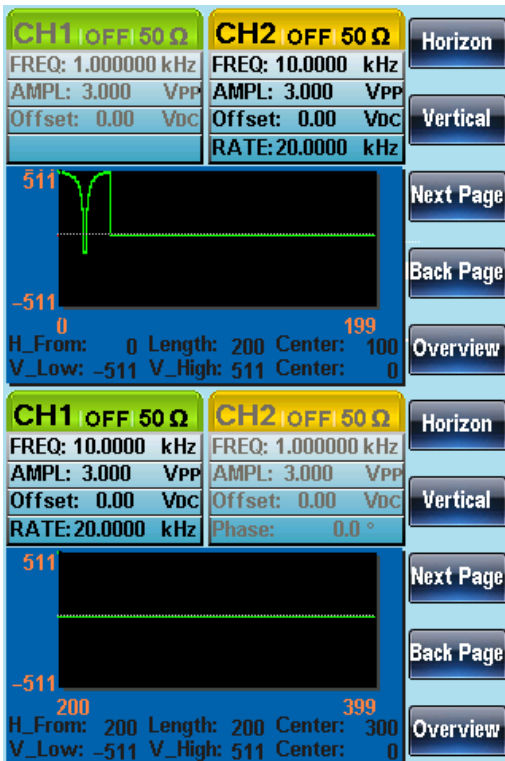 CH1 OFF 50 Ω CH2 OFF 50 Ω Horizon
FREQ: 1.000000 kHz FREQ: 10.0000 kHz
AMPL: 3.000 VPP AMPL: 3.000 VPP
Offset: 0.00 VDC Offset: 0.00 VDC Vertical
RATE: 20.0000 kHz
511 Next Page
Back Page
-511
0 199
H_From: 0 Length: 200 Center: 100 Overview
V_Low: -511 V_High: 511 Center: 0
CH1 OFF 50 Ω CH2 OFF 50 Ω Horizon
FREQ: 10.0000 kHz FREQ: 1.000000 kHz
AMPL: 3.000 VPP AMPL: 3.000 VPP
Offset: 0.00 VDC Offset: 0.00 VDC Vertical
RATE: 20.0000 kHz Phase: 0.0 °
511 Next Page
Back Page
-511
200 399
H_From: 200 Length: 200 Center: 300 Overview
V_Low: -511 V_High: 511 Center: 0